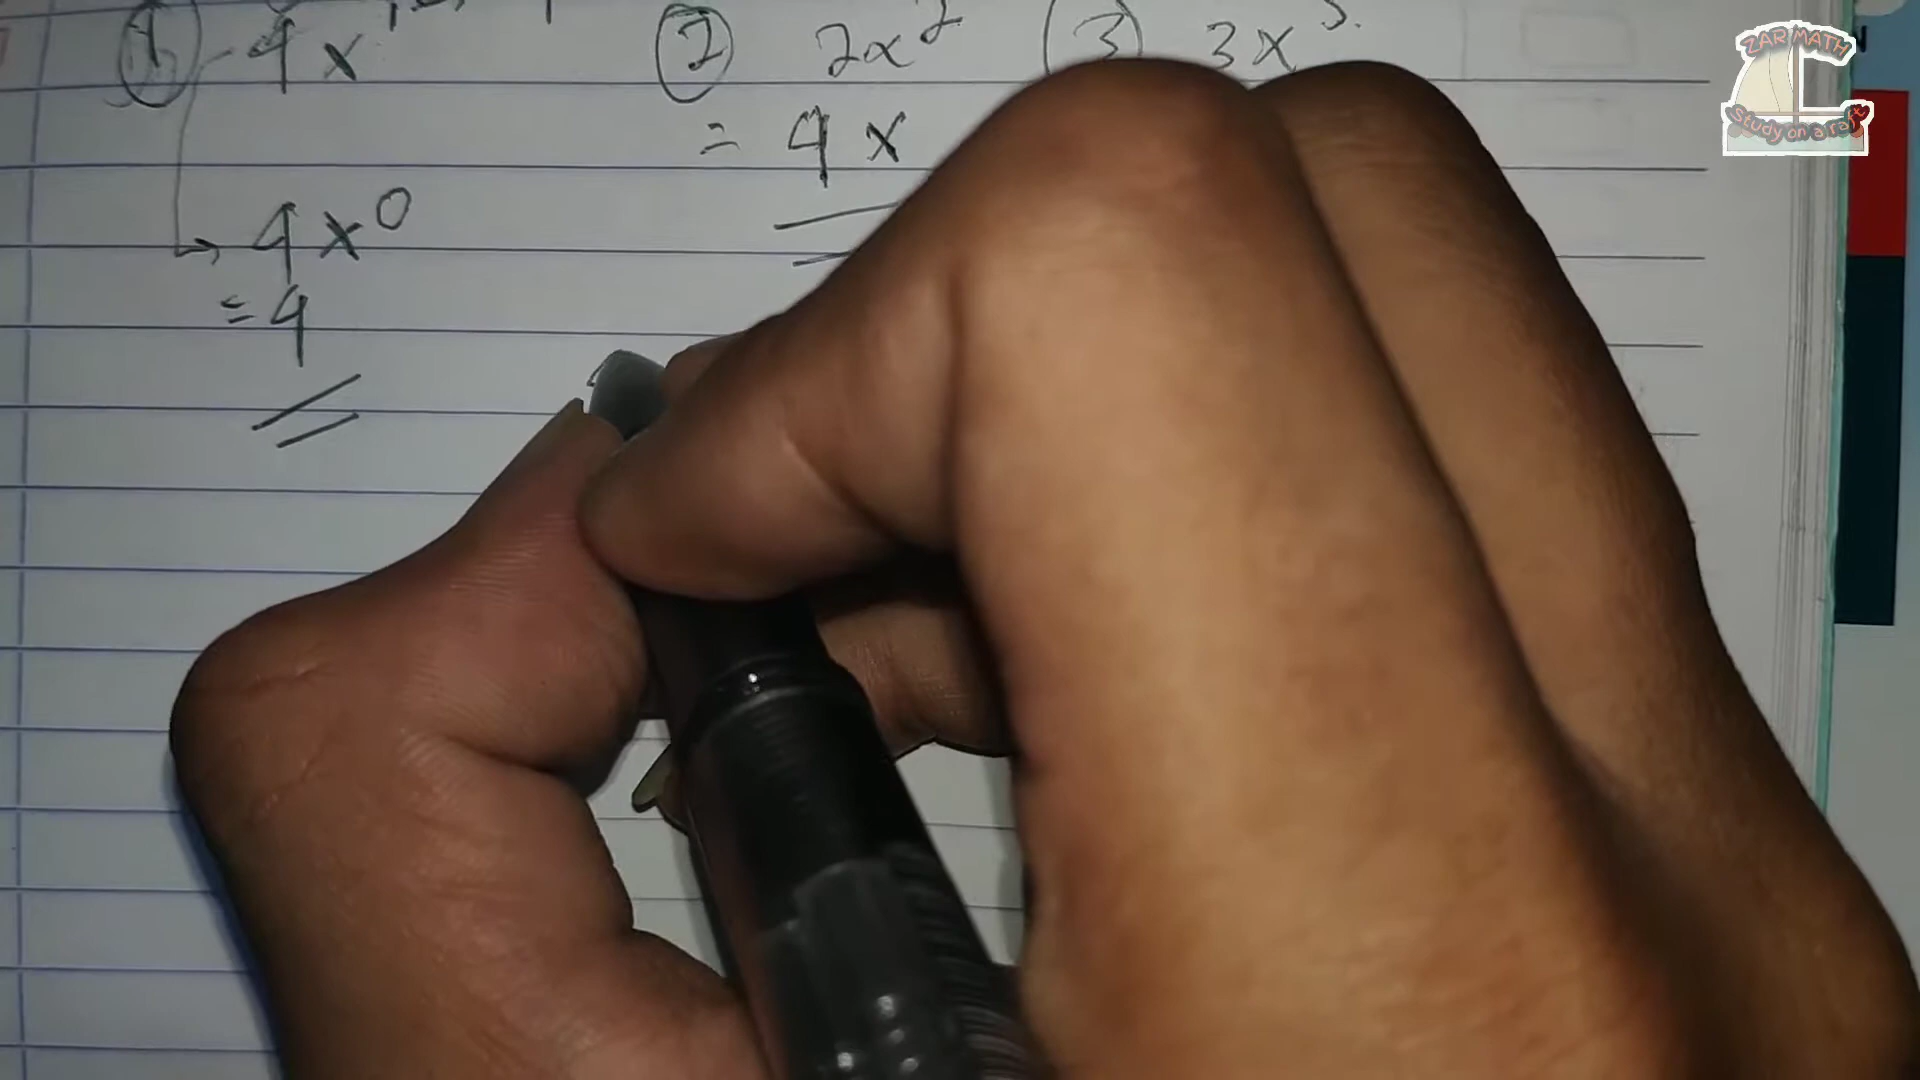 ① 4x ② 2x² ③ 3x³.
= 4x
4x⁰
= 4
ZAR MATH
Study on a raft